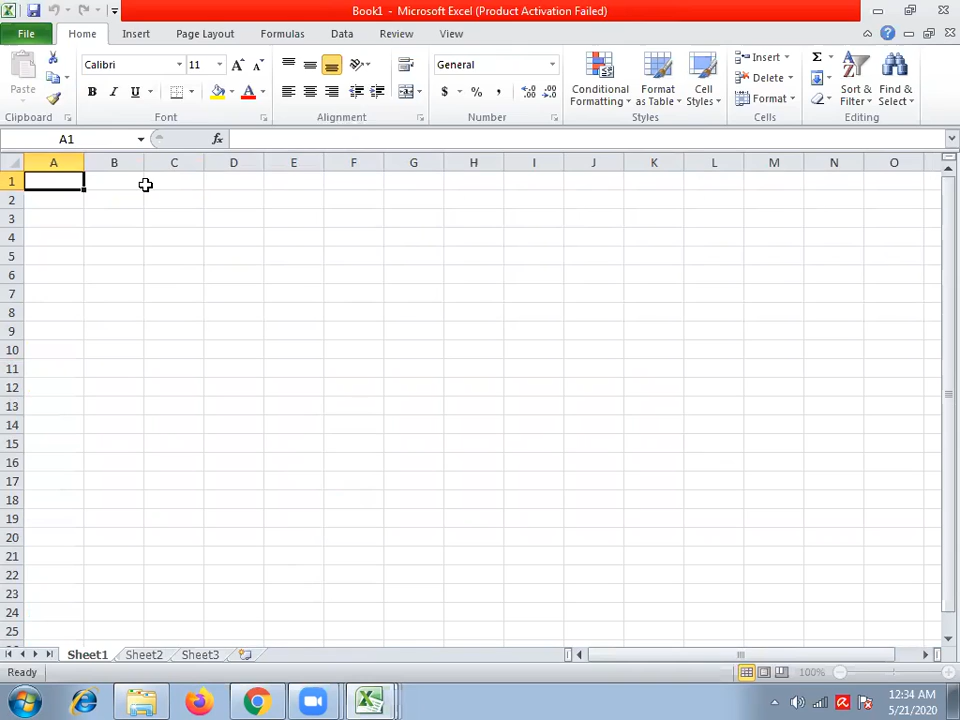 Book1 - Microsoft Excel (Product Activation Failed)
File Home Insert Page Layout Formulas Data Review View
Paste
Calibri 11
B I U
General
$ % ,
Conditional Formatting
Format as Table
Cell Styles
Insert
Delete
Format
Σ
Sort & Filter
Find & Select
Clipboard Font Alignment Number Styles Cells Editing
A1 fx
A B C D E F G H I J K L M N O
1
2
3
4
5
6
7
8
9
10
11
12
13
14
15
16
17
18
19
20
21
22
23
24
25
Sheet1 Sheet2 Sheet3
Ready 100%
12:34 AM
5/21/2020